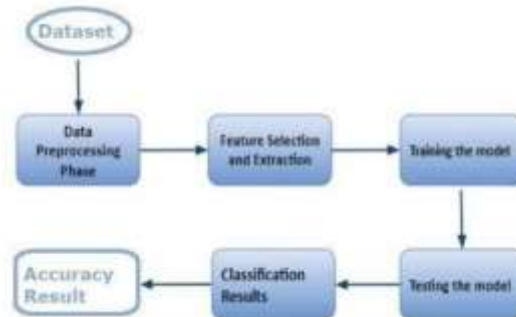 Dataset
Data
Preprocessing
Phase
Feature Selection
and Extraction
Training the model
Accuracy
Result
Classification
Results
Testing the model